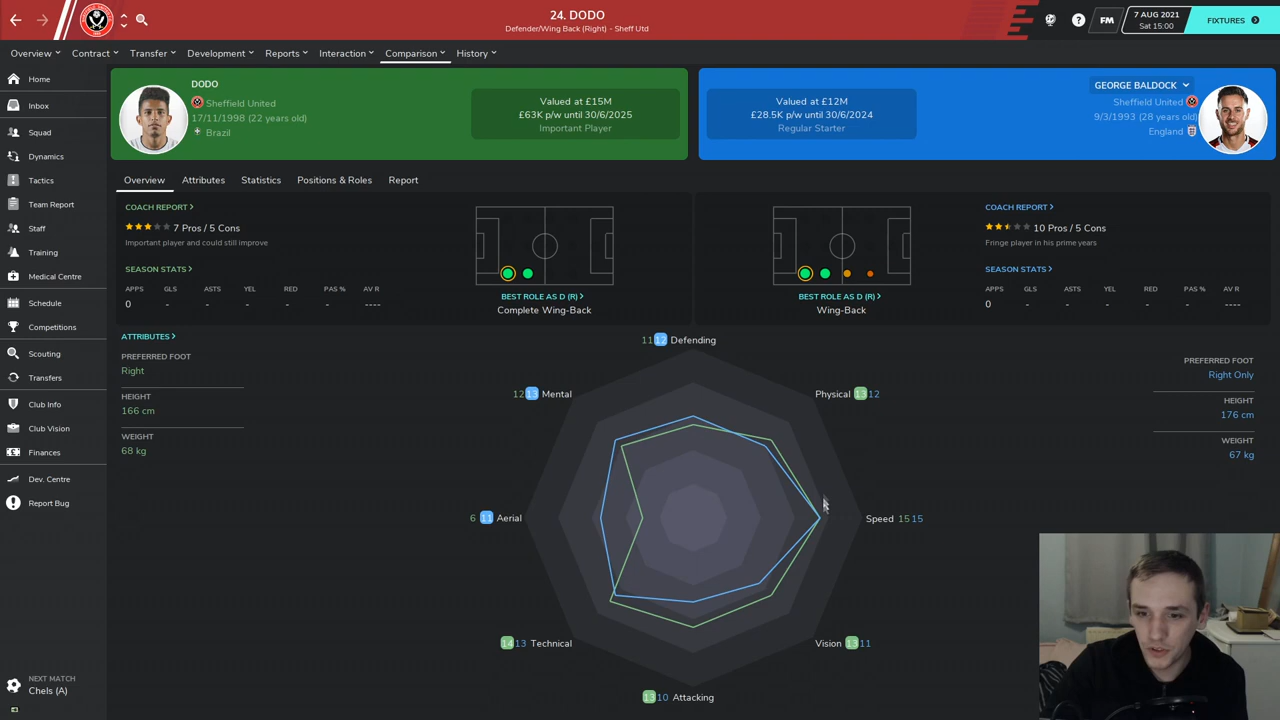 24. DODO
Defender/Wing Back (Right) - Sheff Utd
FM
7 AUG 2021
Sat 15:00
FIXTURES
Overview
Contract
Transfer
Development
Reports
Interaction
Comparison
History
Home
Inbox
Squad
Dynamics
Tactics
Team Report
Staff
Training
Medical Centre
Schedule
Competitions
Scouting
Transfers
Club Info
Club Vision
Finances
Dev. Centre
Report Bug
NEXT MATCH
Chels (A)
DODO
Sheffield United
17/11/1998 (22 years old)
Brazil
Valued at £15M
£63K p/w until 30/6/2025
Important Player
Valued at £12M
£28.5K p/w until 30/6/2024
Regular Starter
GEORGE BALDOCK
Sheffield United
9/3/1993 (28 years old)
England
Overview
Attributes
Statistics
Positions & Roles
Report
COACH REPORT
7 Pros / 5 Cons
Important player and could still improve
SEASON STATS
APPS GLS ASTS YEL RED PAS % AV R
0 - - - - - ----
BEST ROLE AS D (R)
Complete Wing-Back
BEST ROLE AS D (R)
Wing-Back
COACH REPORT
10 Pros / 5 Cons
Fringe player in his prime years
SEASON STATS
APPS GLS ASTS YEL RED PAS % AV R
0 - - - - - ----
ATTRIBUTES
PREFERRED FOOT
Right
HEIGHT
166 cm
WEIGHT
68 kg
11 12 Defending
12 13 Mental
Physical 13 12
6 11 Aerial
Speed 15 15
14 13 Technical
Vision 13 11
13 10 Attacking
PREFERRED FOOT
Right Only
HEIGHT
176 cm
WEIGHT
67 kg